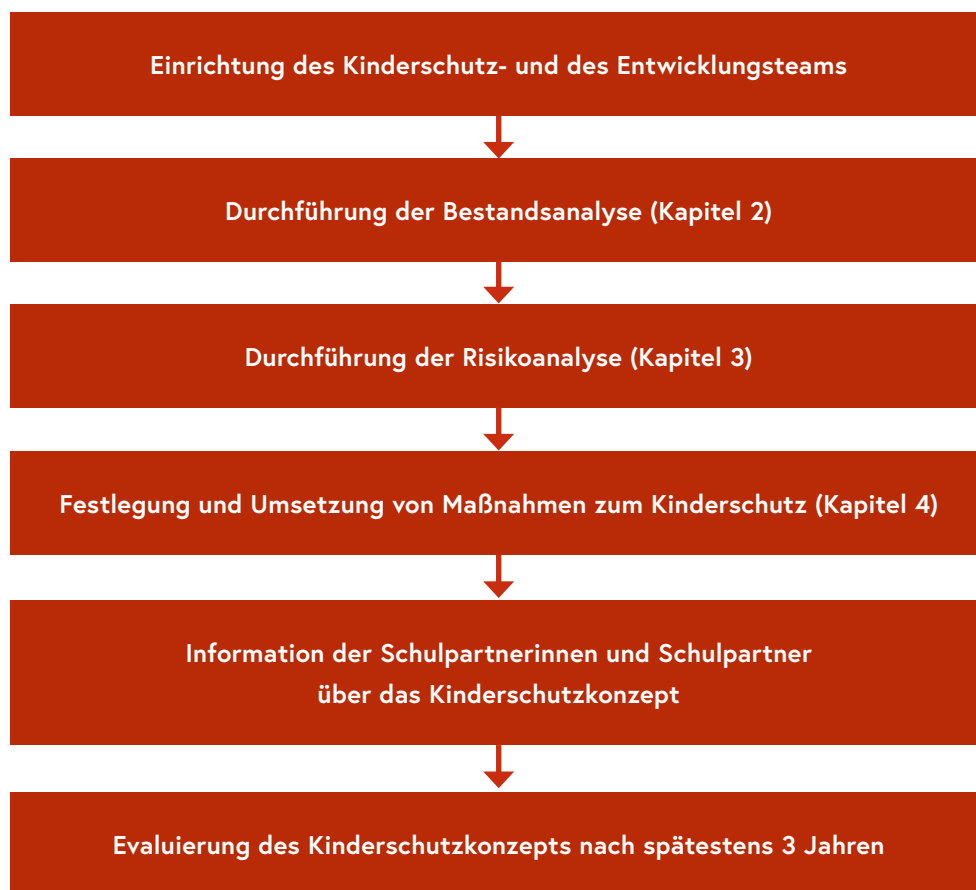 Einrichtung des Kinderschutz- und des Entwicklungsteams
Durchführung der Bestandsanalyse (Kapitel 2)
Durchführung der Risikoanalyse (Kapitel 3)
Festlegung und Umsetzung von Maßnahmen zum Kinderschutz (Kapitel 4)
Information der Schulpartnerinnen und Schulpartner
über das Kinderschutzkonzept
Evaluierung des Kinderschutzkonzepts nach spätestens 3 Jahren